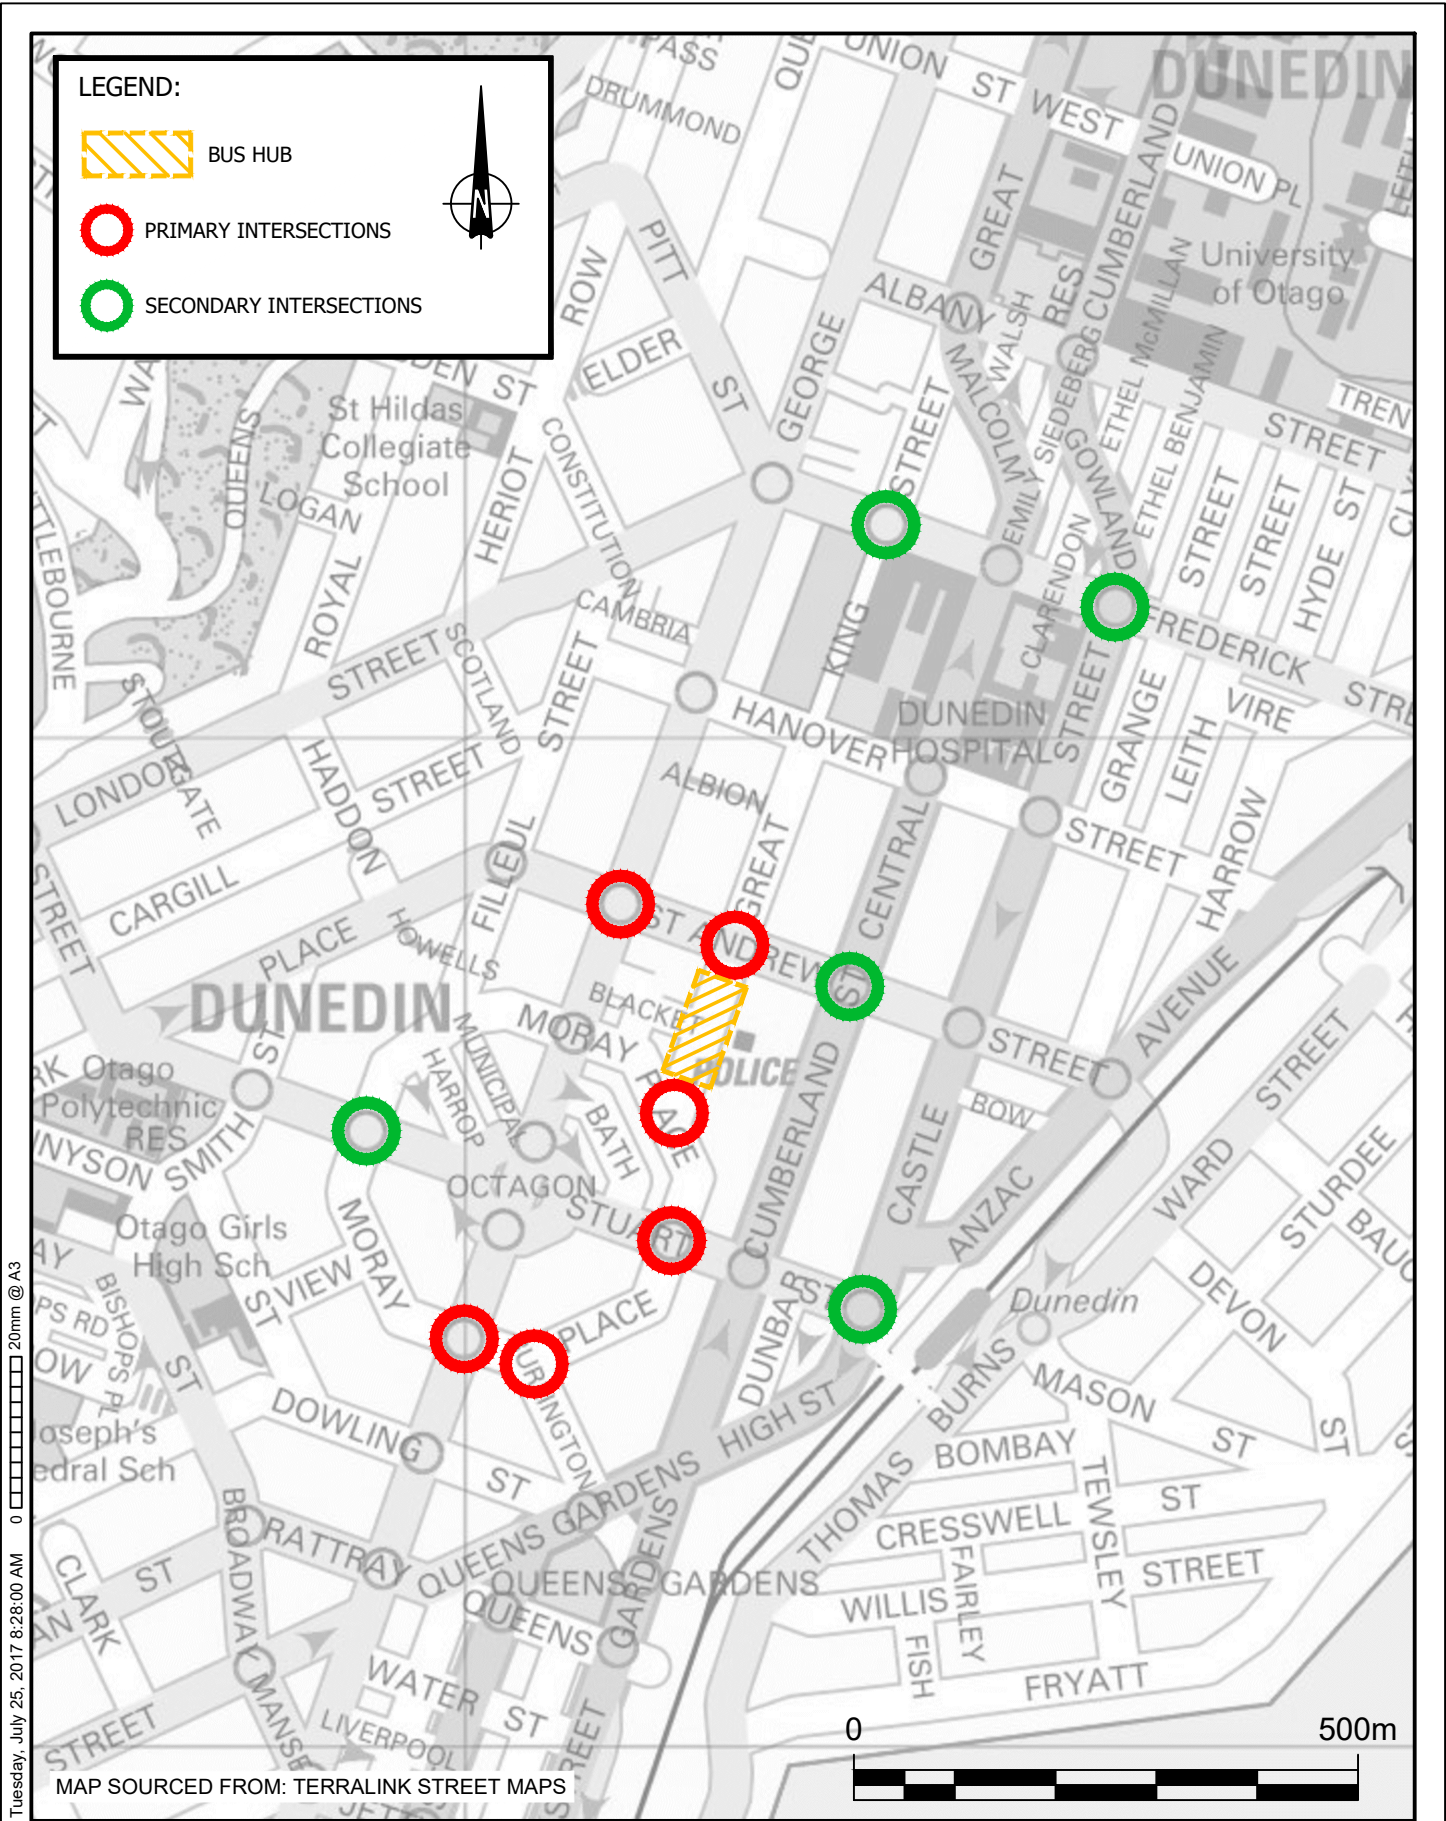 LEGEND:
BUS HUB
PRIMARY INTERSECTIONS
SECONDARY INTERSECTIONS
N
PASS
DRUMMOND
UNION
ST WEST
DUNEDIN
UNION PL
CUMBERLAND
GREAT
PITT
ST
ROW
ELDER
ALBANY
University
of Otago
GEORGE
WALSH
RES
MALCOLM
SIEDEBERG
ETHEL McMILLAN
ETHEL BENJAMIN
STREET
St Hildas
Collegiate
School
ST
CONSTITUTION
HERIOT
STREET
QUEENS
LOGAN
EMILY
GOWLAND
CLARENDON
STREET
STREET
HYDE ST
ROYAL
CAMBRIA
KING
FREDERICK
STREET
SCOTLAND
STREET
STREET
GRANGE
LEITH
VIRE
HANOVER
DUNEDIN
HOSPITAL
STOURGATE
LONDON
HADDON
STREET
ALBION
CENTRAL
STREET
HARROW
CARGILL
FILLEUL
GREAT
STREET
PLACE
HOWELLS
ST ANDREW
ST
DUNEDIN
BLACKET
MORAY
PLACE
POLICE
AVENUE
STREET
STREET
ST
MUNICIPAL
HARROP
BATH
CUMBERLAND
BOW
Otago
Polytechnic
RES
SMITH
OCTAGON
STUART
ST
CASTLE
ANZAC
WARD
STURDEE
Otago Girls
High Sch
VIEW
ST
MORAY
PLACE
DUNBAR
Dunedin
DEVON
BISHOPS PL
ST
DOWLING
ST
HIGH ST
BURNS
MASON
ST
ST
BROADWAY
RATTRAY
QUEENS GARDENS
GARDENS
THOMAS
BOMBAY
TEWSLEY
ST
CRESSWELL
STREET
QUEENS GARDENS
QUEENS
CLARK
ST
WILLIS
FAIRLEY
FISH
FRYATT
WATER
ST
LIVERPOOL
STREET
0
500m
MAP SOURCED FROM: TERRALINK STREET MAPS
Tuesday, July 25, 2017 8:28:00 AM 0 20mm @ A3